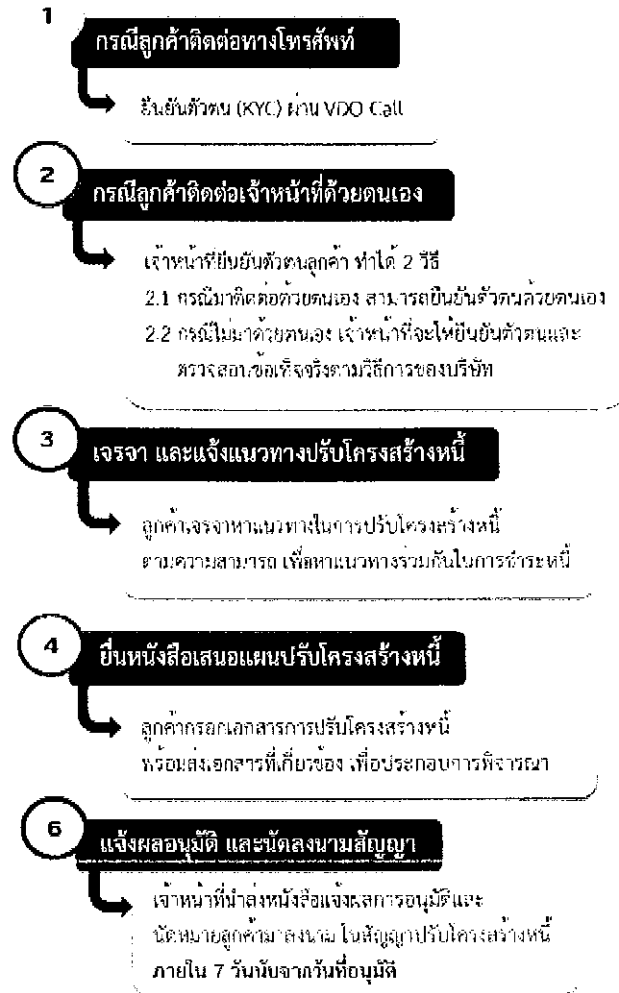 1
กรณีลูกค้าติดต่อทางโทรศัพท์
ยืนยันตัวตน (KYC) ผ่าน VDO Call
2
กรณีลูกค้าติดต่อเจ้าหน้าที่ด้วยตนเอง
เจ้าหน้าที่ยืนยันตัวตนลูกค้า ทำได้ 2 วิธี
2.1 กรณีมาติดต่อด้วยตนเอง สามารถยืนยันตัวตนด้วยตนเอง
2.2 กรณีไม่มาด้วยตนเอง เจ้าหน้าที่จะให้ยืนยันตัวตนและ
ตรวจสอบข้อเท็จจริงตามวิธีการของบริษัท
3
เจรจา และแจ้งแนวทางปรับโครงสร้างหนี้
ลูกค้าเจรจาหาแนวทางในการปรับโครงสร้างหนี้
ตามความสามารถ เพื่อหาแนวทางร่วมกันในการชำระหนี้
4
ยื่นหนังสือเสนอแผนปรับโครงสร้างหนี้
ลูกค้ากรอกเอกสารการปรับโครงสร้างหนี้
พร้อมส่งเอกสารที่เกี่ยวข้อง เพื่อประกอบการพิจารณา
6
แจ้งผลอนุมัติ และนัดลงนามสัญญา
เจ้าหน้าที่นำส่งหนังสือแจ้งผลการอนุมัติและ
นัดหมายลูกค้ามาลงนาม ในสัญญาปรับโครงสร้างหนี้
ภายใน 7 วันนับจากวันที่อนุมัติ